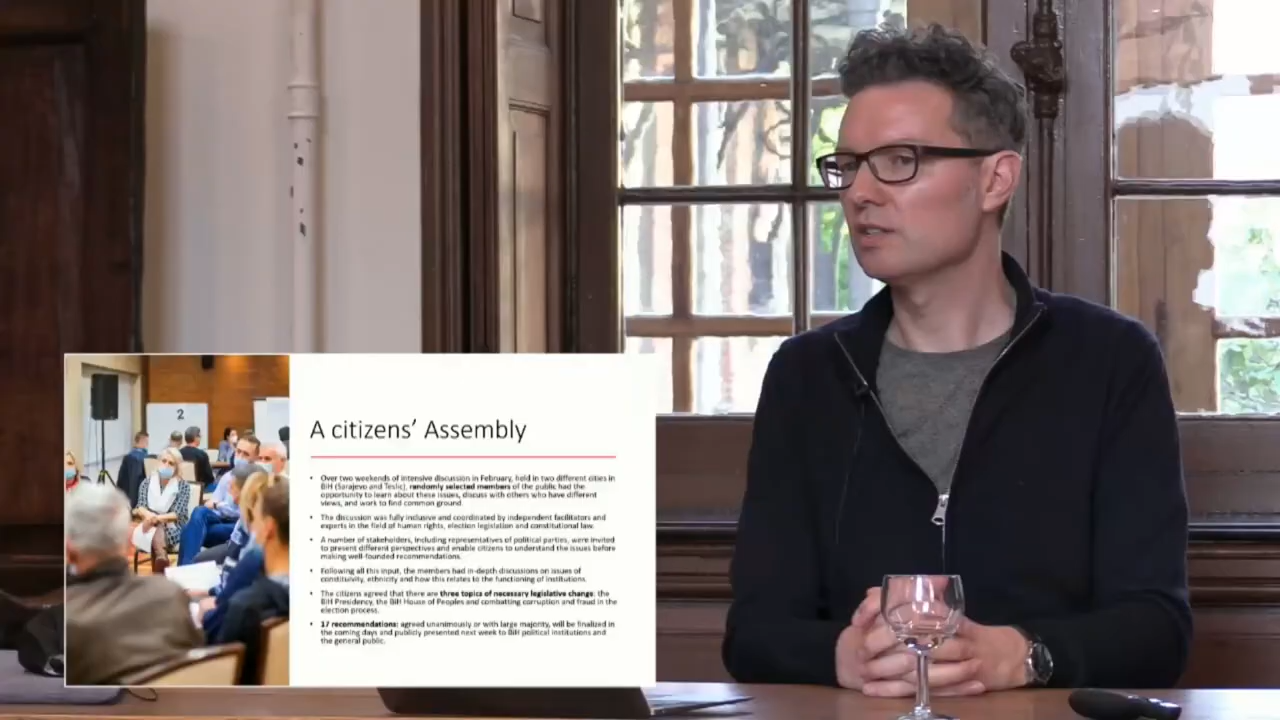 2
A citizens' Assembly
• Over two weekends of intensive discussion in February, held in two different cities in
BiH (Sarajevo and Teslic), randomly selected members of the public had the
opportunity to learn about these issues, discuss with others who have different
views, and work to find common ground.
• The discussion was fully inclusive and coordinated by independent facilitators and
experts in the field of human rights, election legislation and constitutional law.
• A number of stakeholders, including representatives of political parties, were invited
to present different perspectives and enable citizens to understand the issues before
making well-founded recommendations.
• Following all this input, the members had in-depth discussions on issues of
constituivity, ethnicity and how this relates to the functioning of institutions.
• The citizens agreed that there are three topics of necessary legislative change: the
BiH Presidency, the BiH House of Peoples and combatting corruption and fraud in the
election process.
• 17 recommendations: agreed unanimously or with large majority, will be finalized in
the coming days and publicly presented next week to BiH political institutions and
the general public.